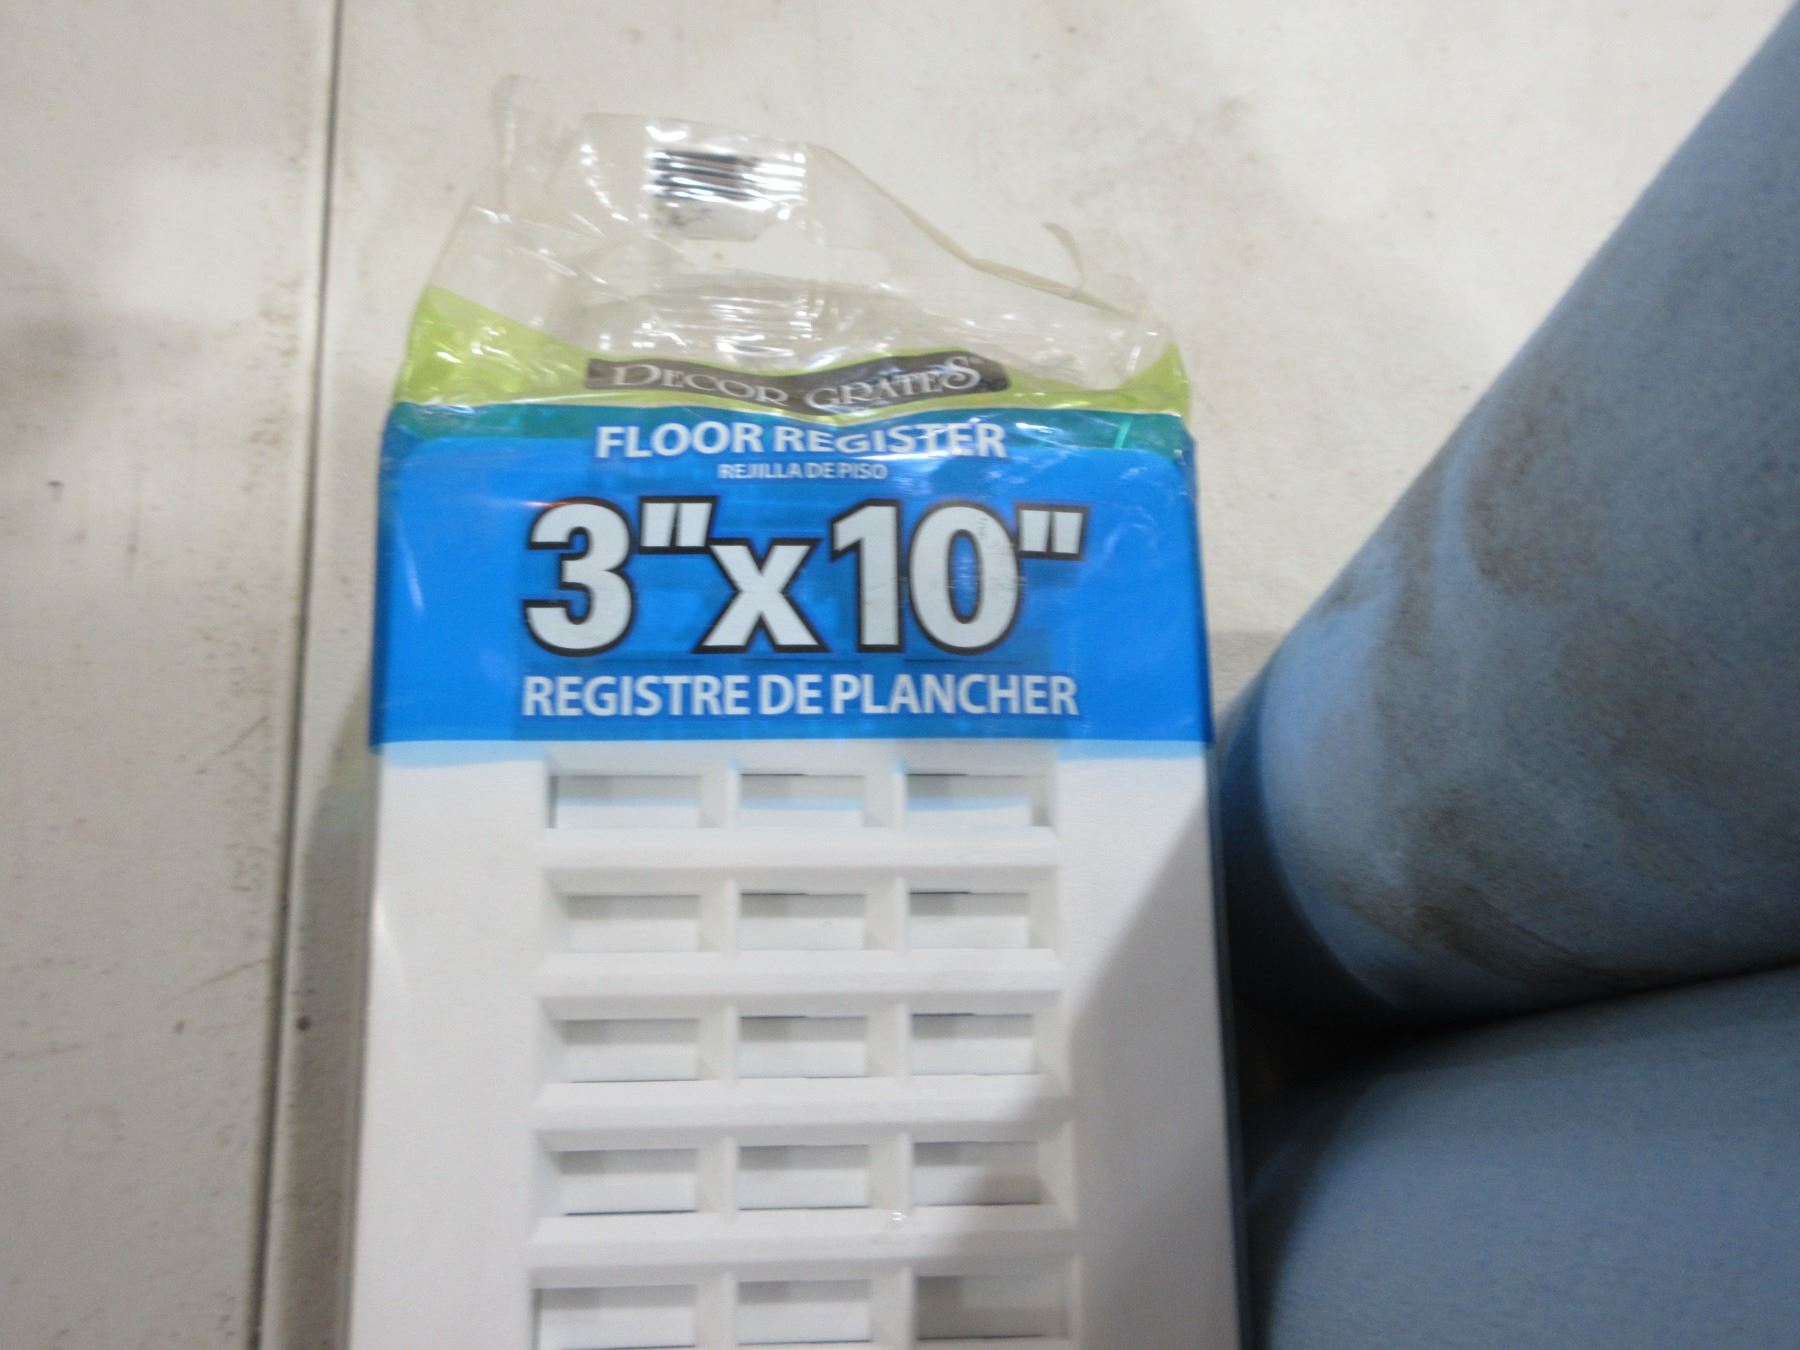 DECOR GRATES®
FLOOR REGISTER
REJILLA DE PISO
3"x10"
REGISTRE DE PLANCHER